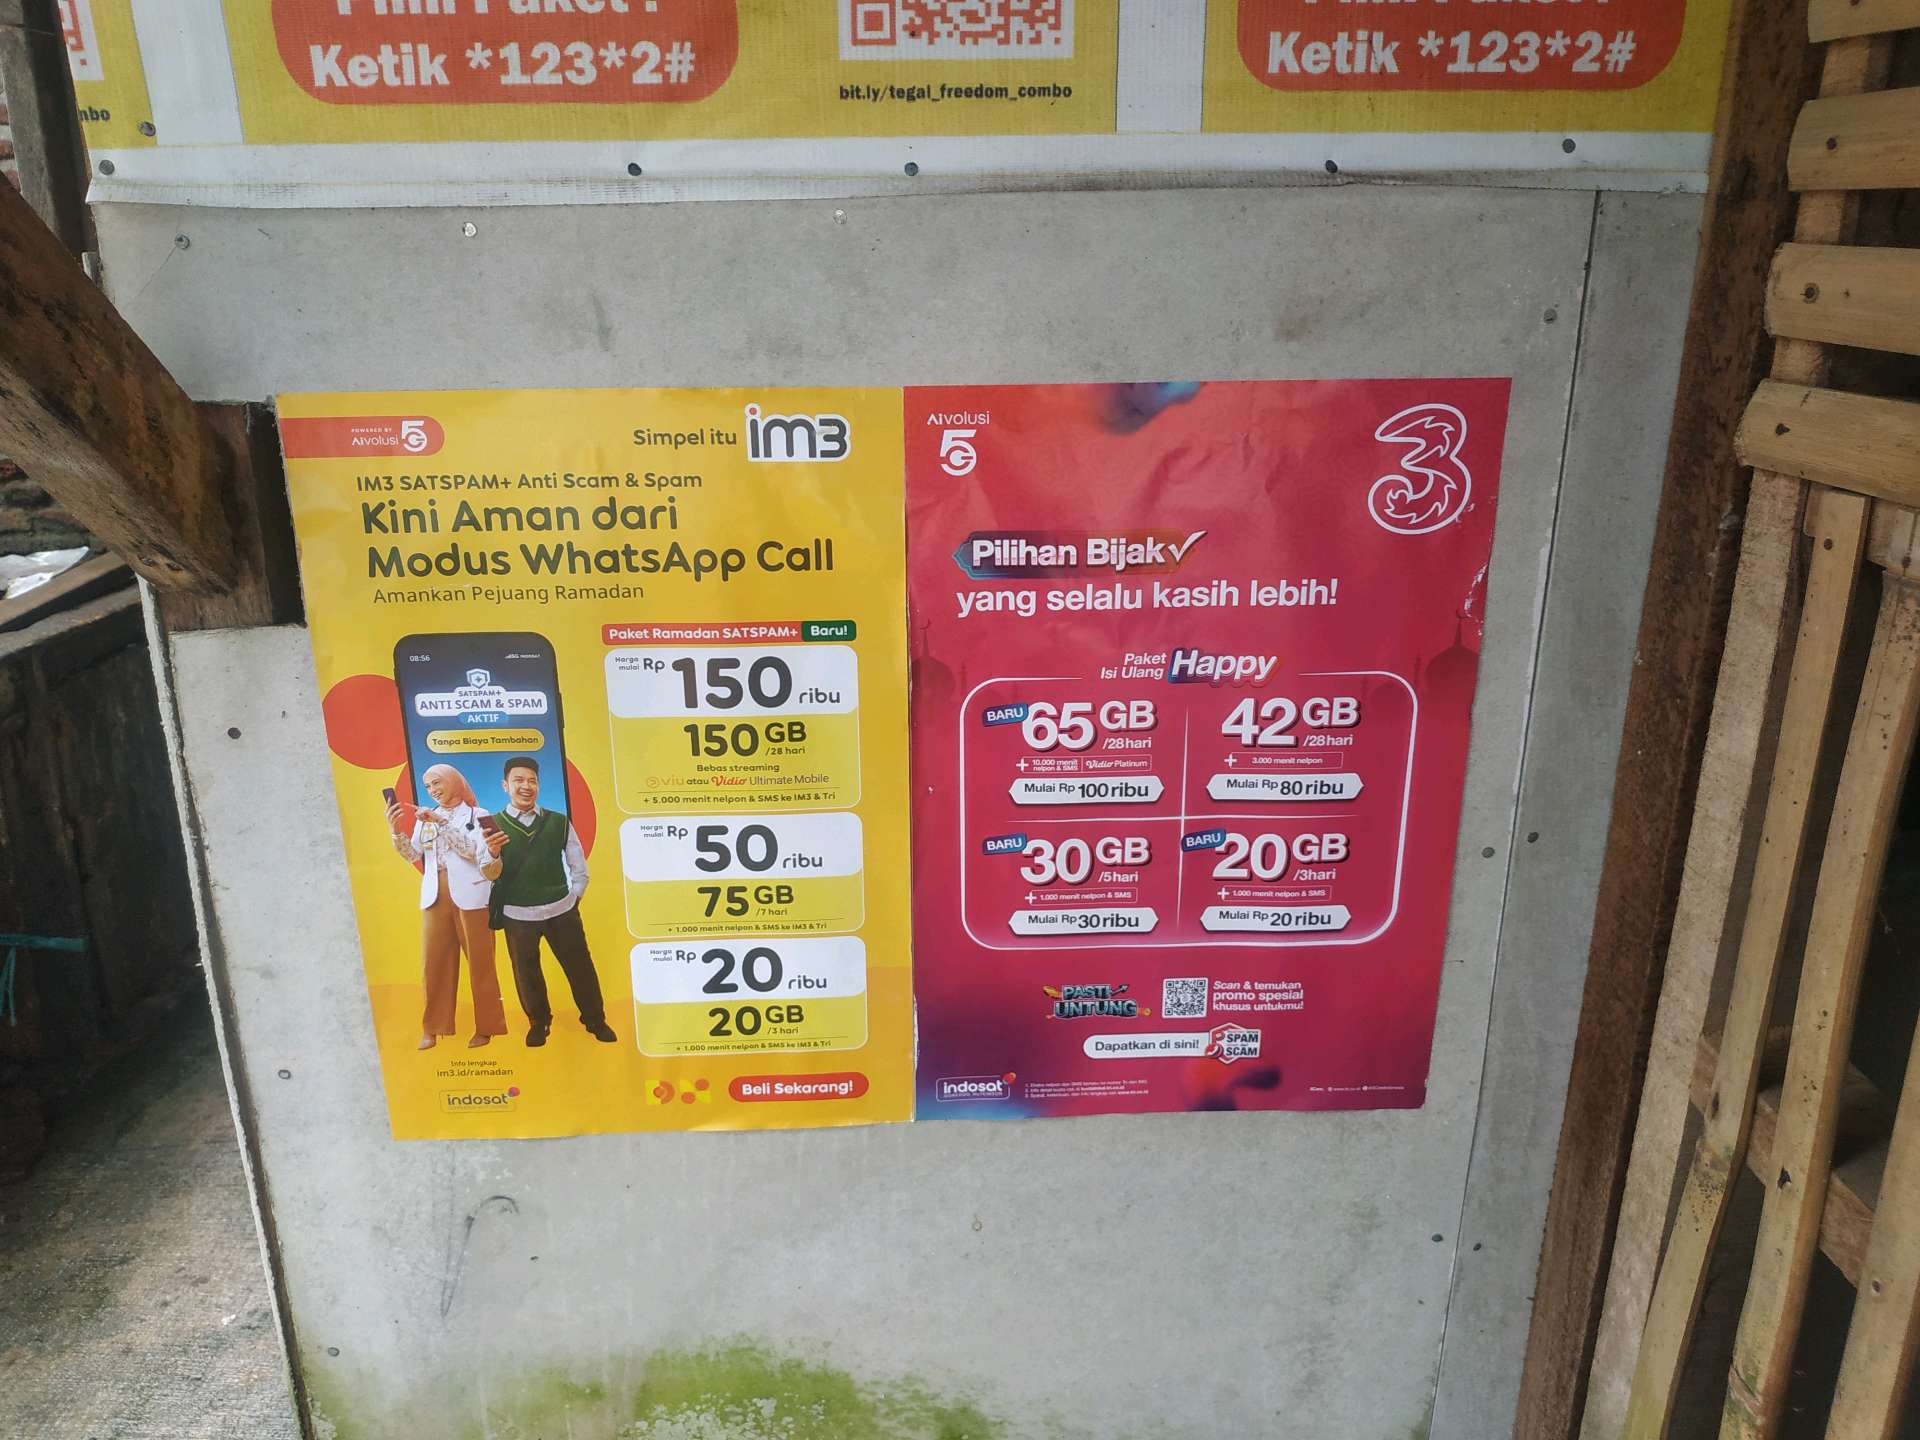 Ketik *123*2#
bit.ly/tegal_freedom_combo
Ketik *123*2#
POWERED BY
AIvolusi 5G
Simpel itu im3
IM3 SATSPAM+ Anti Scam & Spam
Kini Aman dari
Modus WhatsApp Call
Amankan Pejuang Ramadan
08:56
SATSPAM+
ANTI SCAM & SPAM
AKTIF
Tanpa Biaya Tambahan
Paket Ramadan SATSPAM+ Baru!
Harga mulai Rp 150 ribu
150 GB /28 hari
Bebas streaming
viu atau Vidio Ultimate Mobile
+ 5.000 menit nelpon & SMS ke IM3 & Tri
Harga mulai Rp 50 ribu
75 GB /7 hari
+ 1.000 menit nelpon & SMS ke IM3 & Tri
Harga mulai Rp 20 ribu
20 GB /3 hari
+ 1.000 menit nelpon & SMS ke IM3 & Tri
Info lengkap
im3.id/ramadan
indosat
OOREDOO HUTCHISON
Beli Sekarang!
AIvolusi
5G
3
Pilihan Bijak
yang selalu kasih lebih!
Paket
Isi Ulang Happy
BARU 65 GB /28hari
+ 10.000 menit nelpon & SMS Vidio Platinum
Mulai Rp 100 ribu
42 GB /28hari
+ 3.000 menit nelpon
Mulai Rp 80 ribu
BARU 30 GB /5hari
+ 1.000 menit nelpon & SMS
Mulai Rp 30 ribu
BARU 20 GB /3hari
+ 1.000 menit nelpon & SMS
Mulai Rp 20 ribu
PASTI
UNTUNG
Scan & temukan
promo spesial
khusus untukmu!
Dapatkan di sini!
SPAM
SCAM
indosat
OOREDOO HUTCHISON